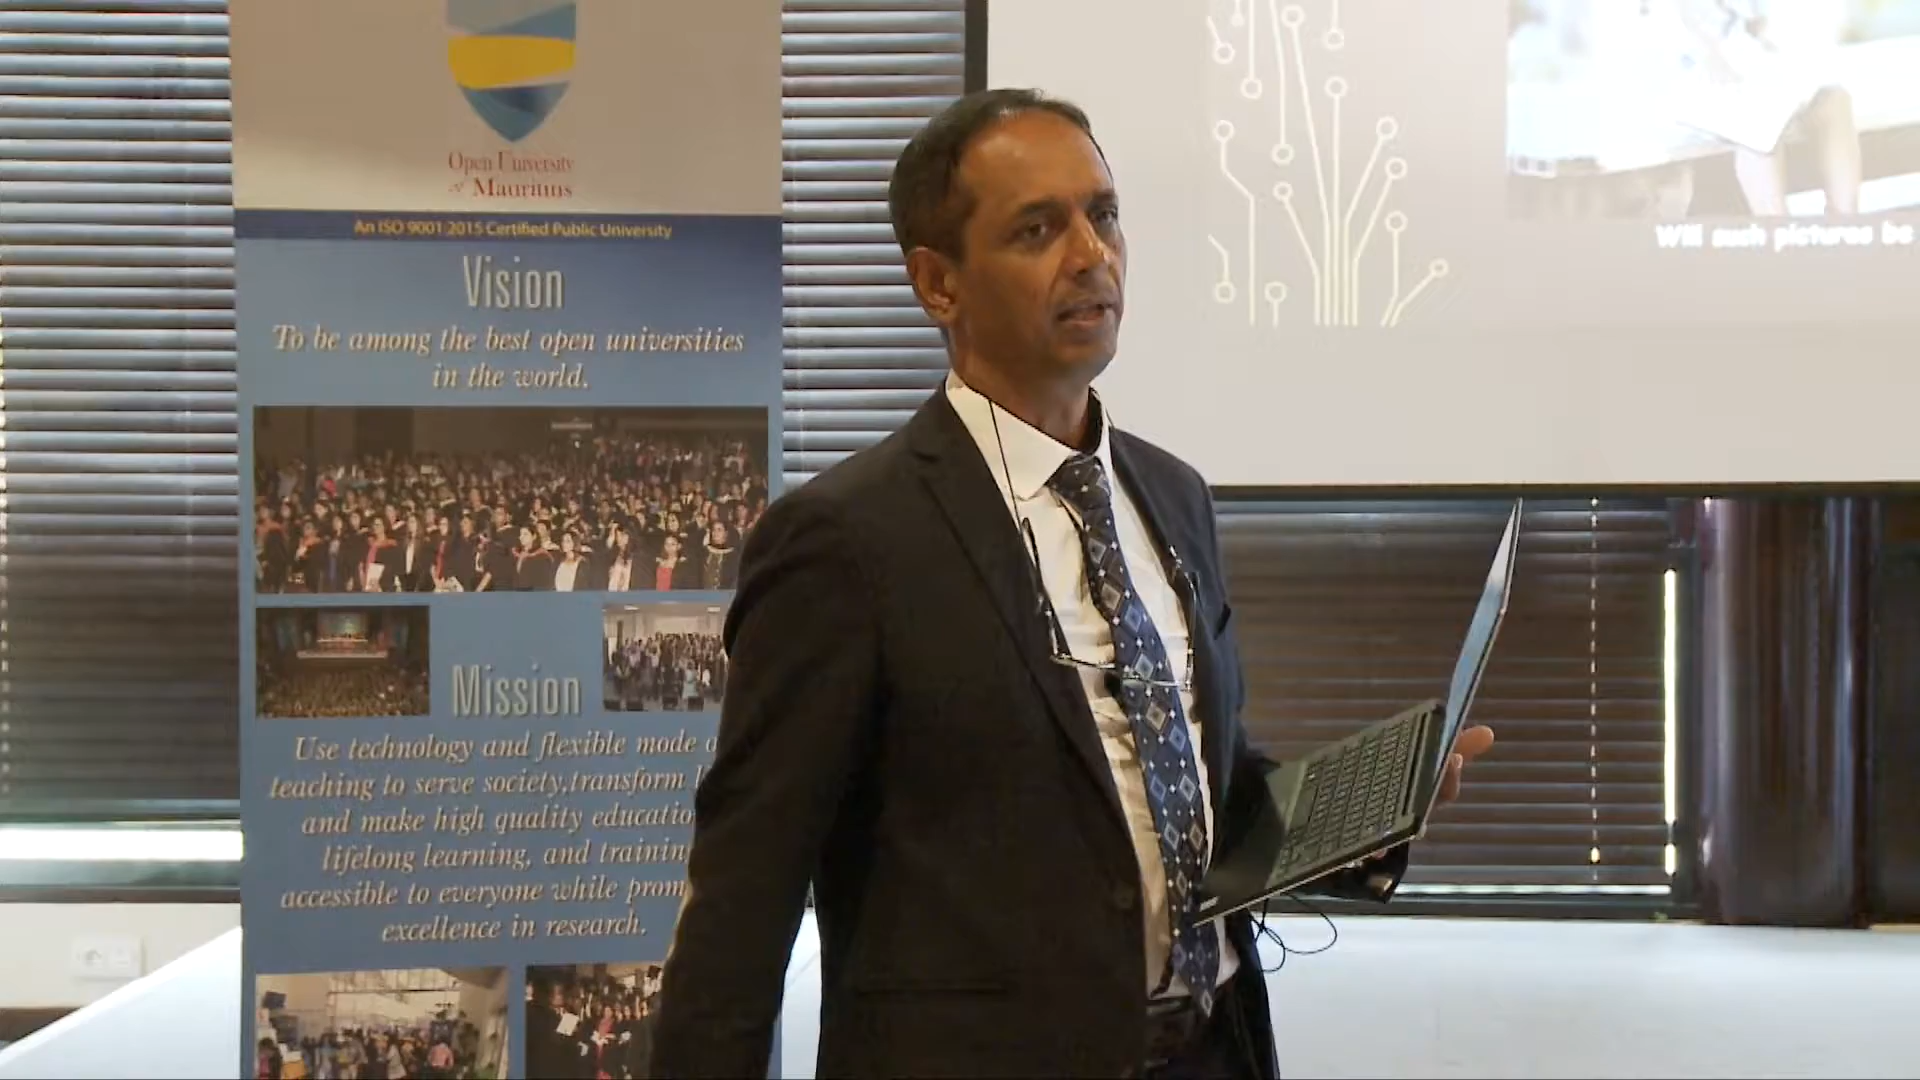 Open University
of Mauritius
An ISO 9001:2015 Certified Public University
Vision
To be among the best open universities
in the world.
Mission
Use technology and flexible mode o
teaching to serve society,transform l
and make high quality educatio
lifelong learning, and training
accessible to everyone while prom
excellence in research.
Will such pictures be